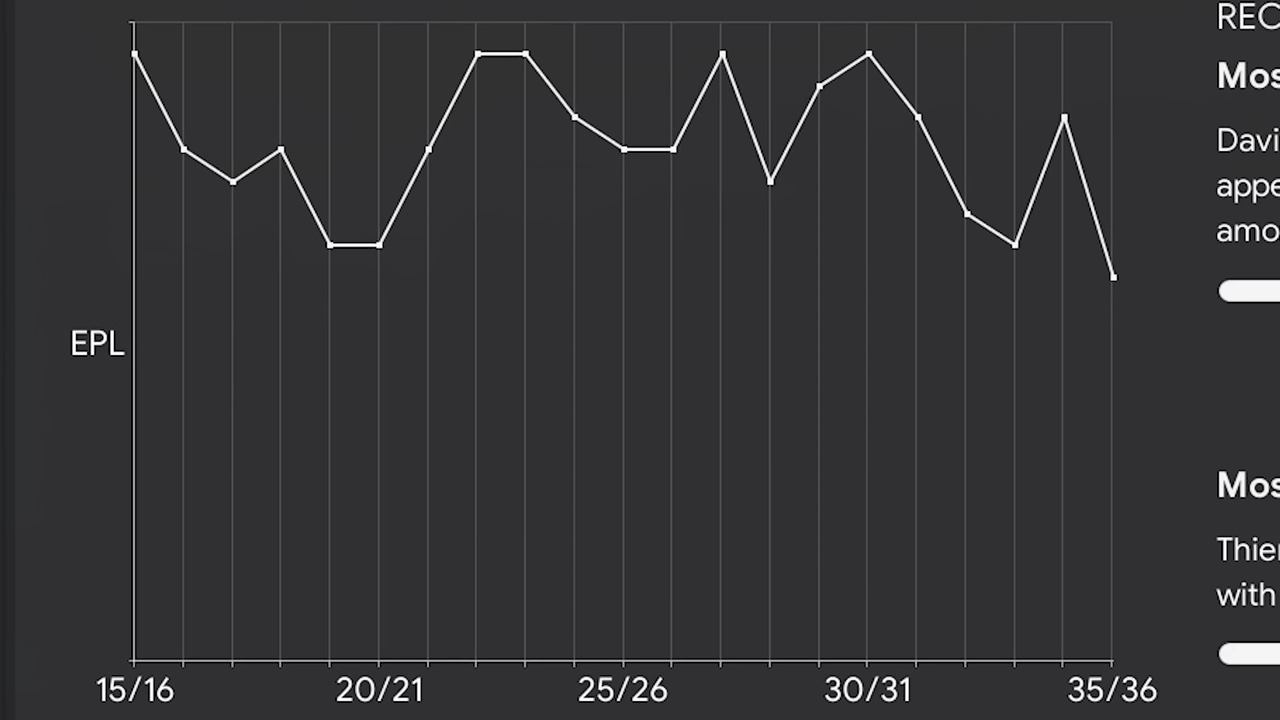 REC
Mos
Davi
appe
amo
EPL
Mos
Thier
with
15/16 20/21 25/26 30/31 35/36